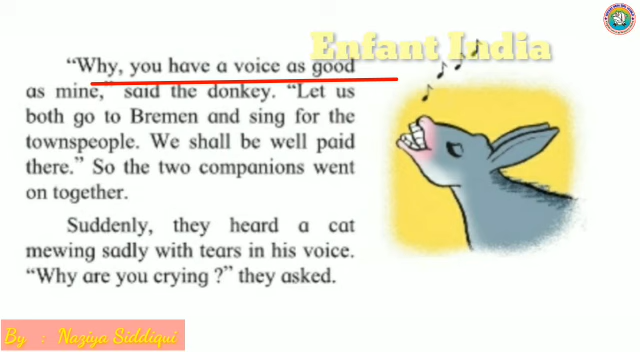 Enfant India
“Why, you have a voice as good
as mine,” said the donkey. “Let us
both go to Bremen and sing for the
townspeople. We shall be well paid
there.” So the two companions went
on together.
Suddenly, they heard a cat
mewing sadly with tears in his voice.
“Why are you crying ?” they asked.
By : Naziya Siddiqui